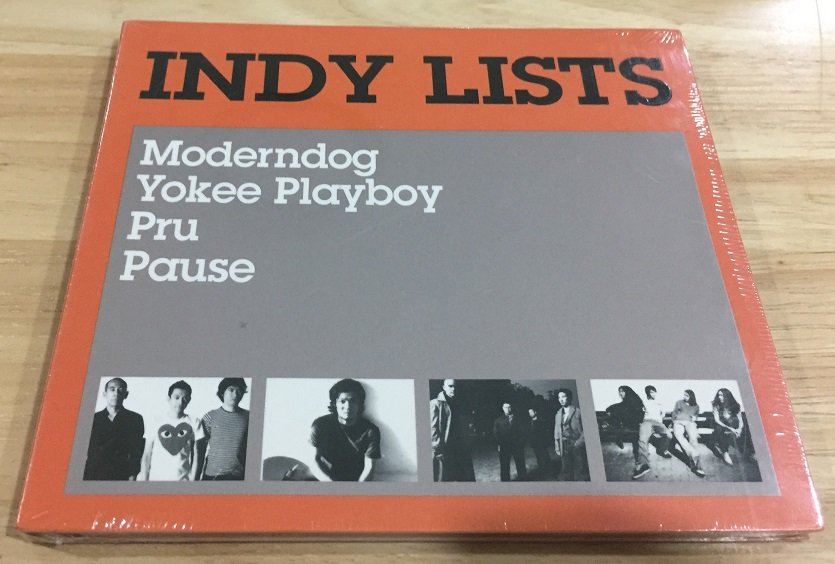 INDY LISTS
Moderndog
Yokee Playboy
Pru
Pause